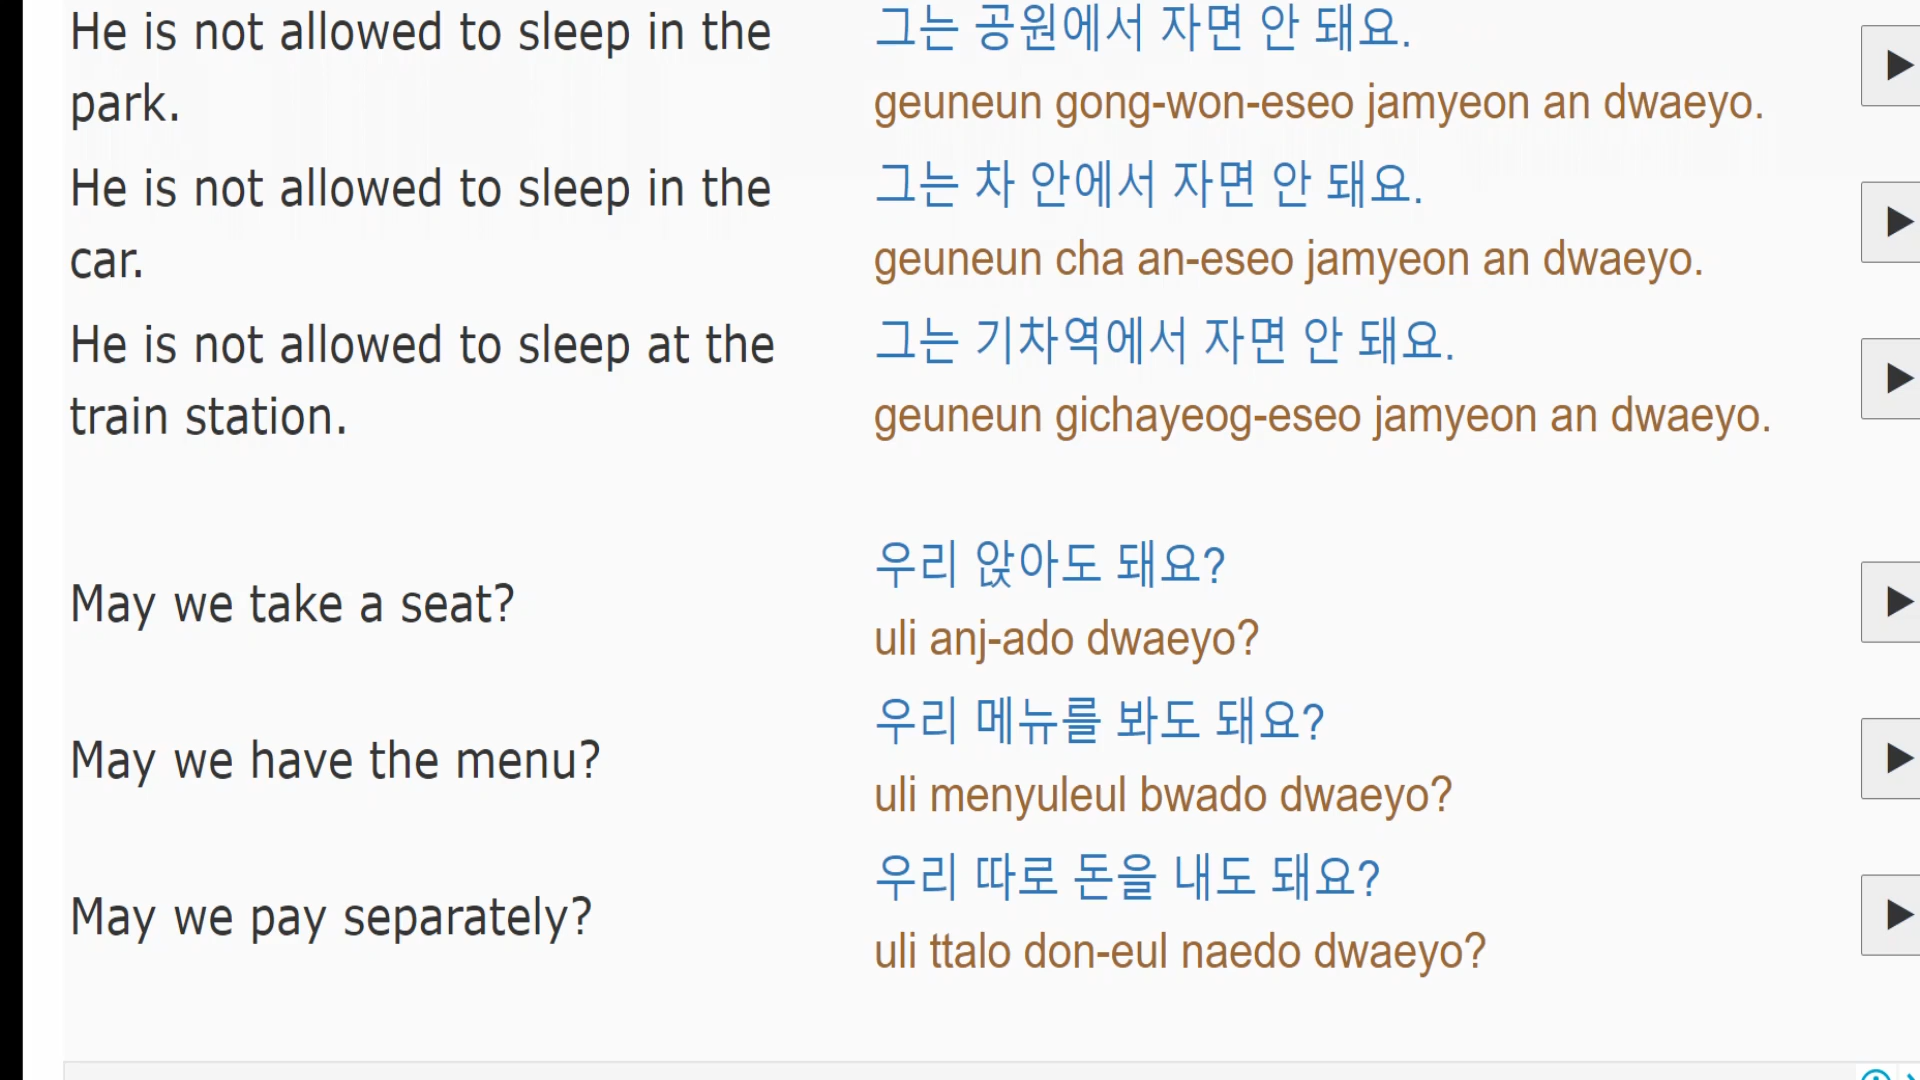 He is not allowed to sleep in the
park.
그는 공원에서 자면 안 돼요.
geuneun gong-won-eseo jamyeon an dwaeyo.
He is not allowed to sleep in the
car.
그는 차 안에서 자면 안 돼요.
geuneun cha an-eseo jamyeon an dwaeyo.
He is not allowed to sleep at the
train station.
그는 기차역에서 자면 안 돼요.
geuneun gichayeog-eseo jamyeon an dwaeyo.
May we take a seat?
우리 앉아도 돼요?
uli anj-ado dwaeyo?
May we have the menu?
우리 메뉴를 봐도 돼요?
uli menyuleul bwado dwaeyo?
May we pay separately?
우리 따로 돈을 내도 돼요?
uli ttalo don-eul naedo dwaeyo?